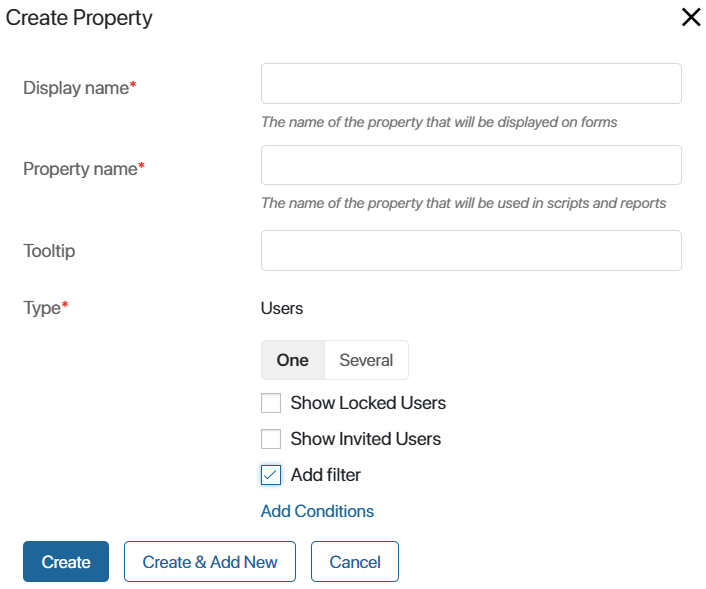 Create Property
Display name*
The name of the property that will be displayed on forms
Property name*
The name of the property that will be used in scripts and reports
Tooltip
Type* Users
One Several
Show Locked Users
Show Invited Users
Add filter
Add Conditions
Create Create & Add New Cancel